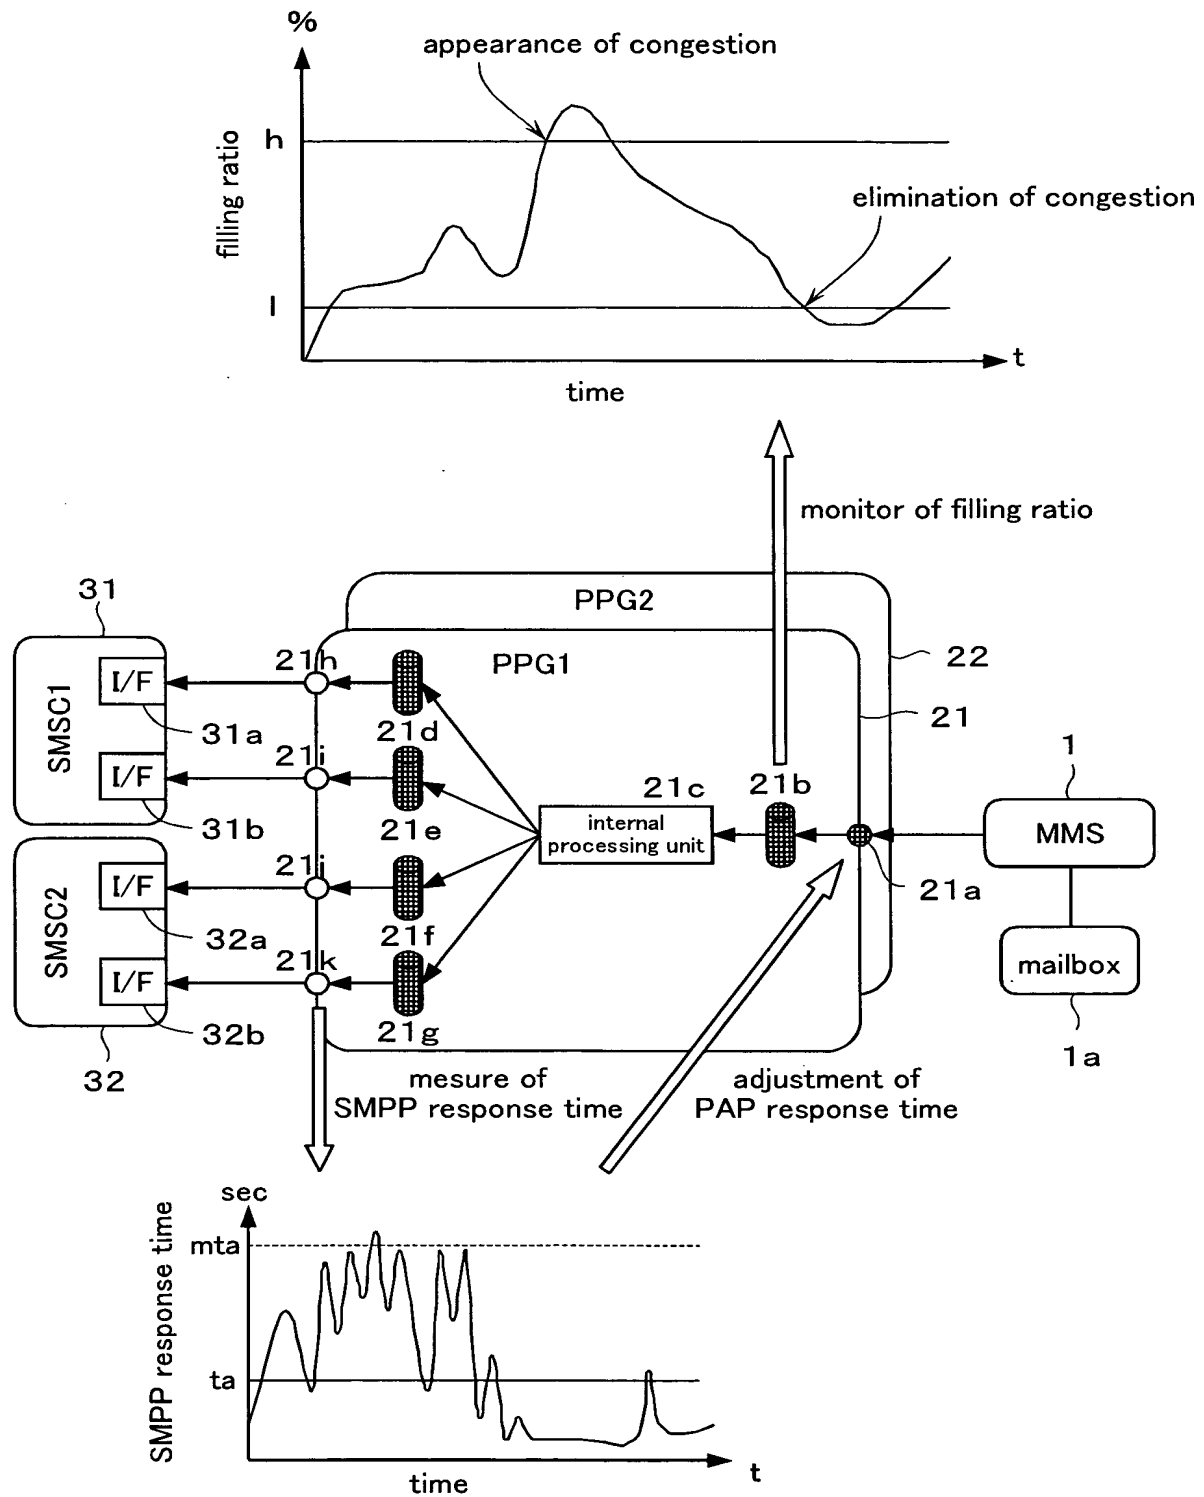 %
appearance of congestion
h
filling ratio
elimination of congestion
l
t
time
monitor of filling ratio
31
PPG2
21h
PPG1
22
SMSC1
I/F
31a
21d
21
21i
I/F
21c
21b
1
31b
21e
internal
processing unit
MMS
21j
SMSC2
I/F
21a
32a
21f
21k
I/F
mailbox
32b
21g
32
1a
mesure of
SMPP response time
adjustment of
PAP response time
sec
mta
SMPP response time
ta
time
t